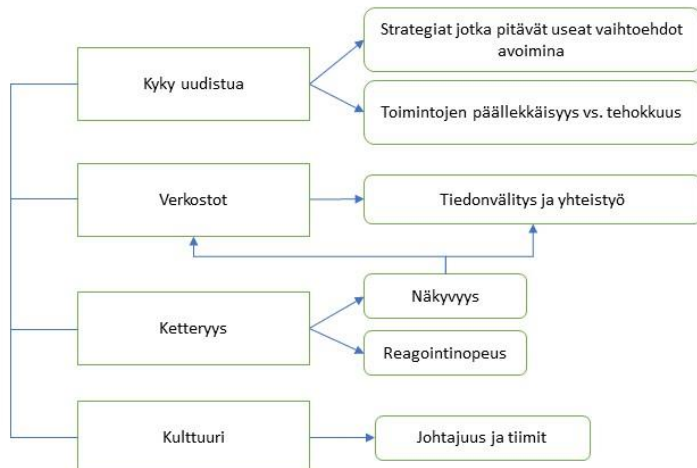 Strategiat jotka pitävät useat vaihtoehdot
avoimina
Kyky uudistua
Toimintojen päällekkäisyys vs. tehokkuus
Verkostot
Tiedonvälitys ja yhteistyö
Näkyvyys
Ketteryys
Reagointinopeus
Kulttuuri
Johtajuus ja tiimit